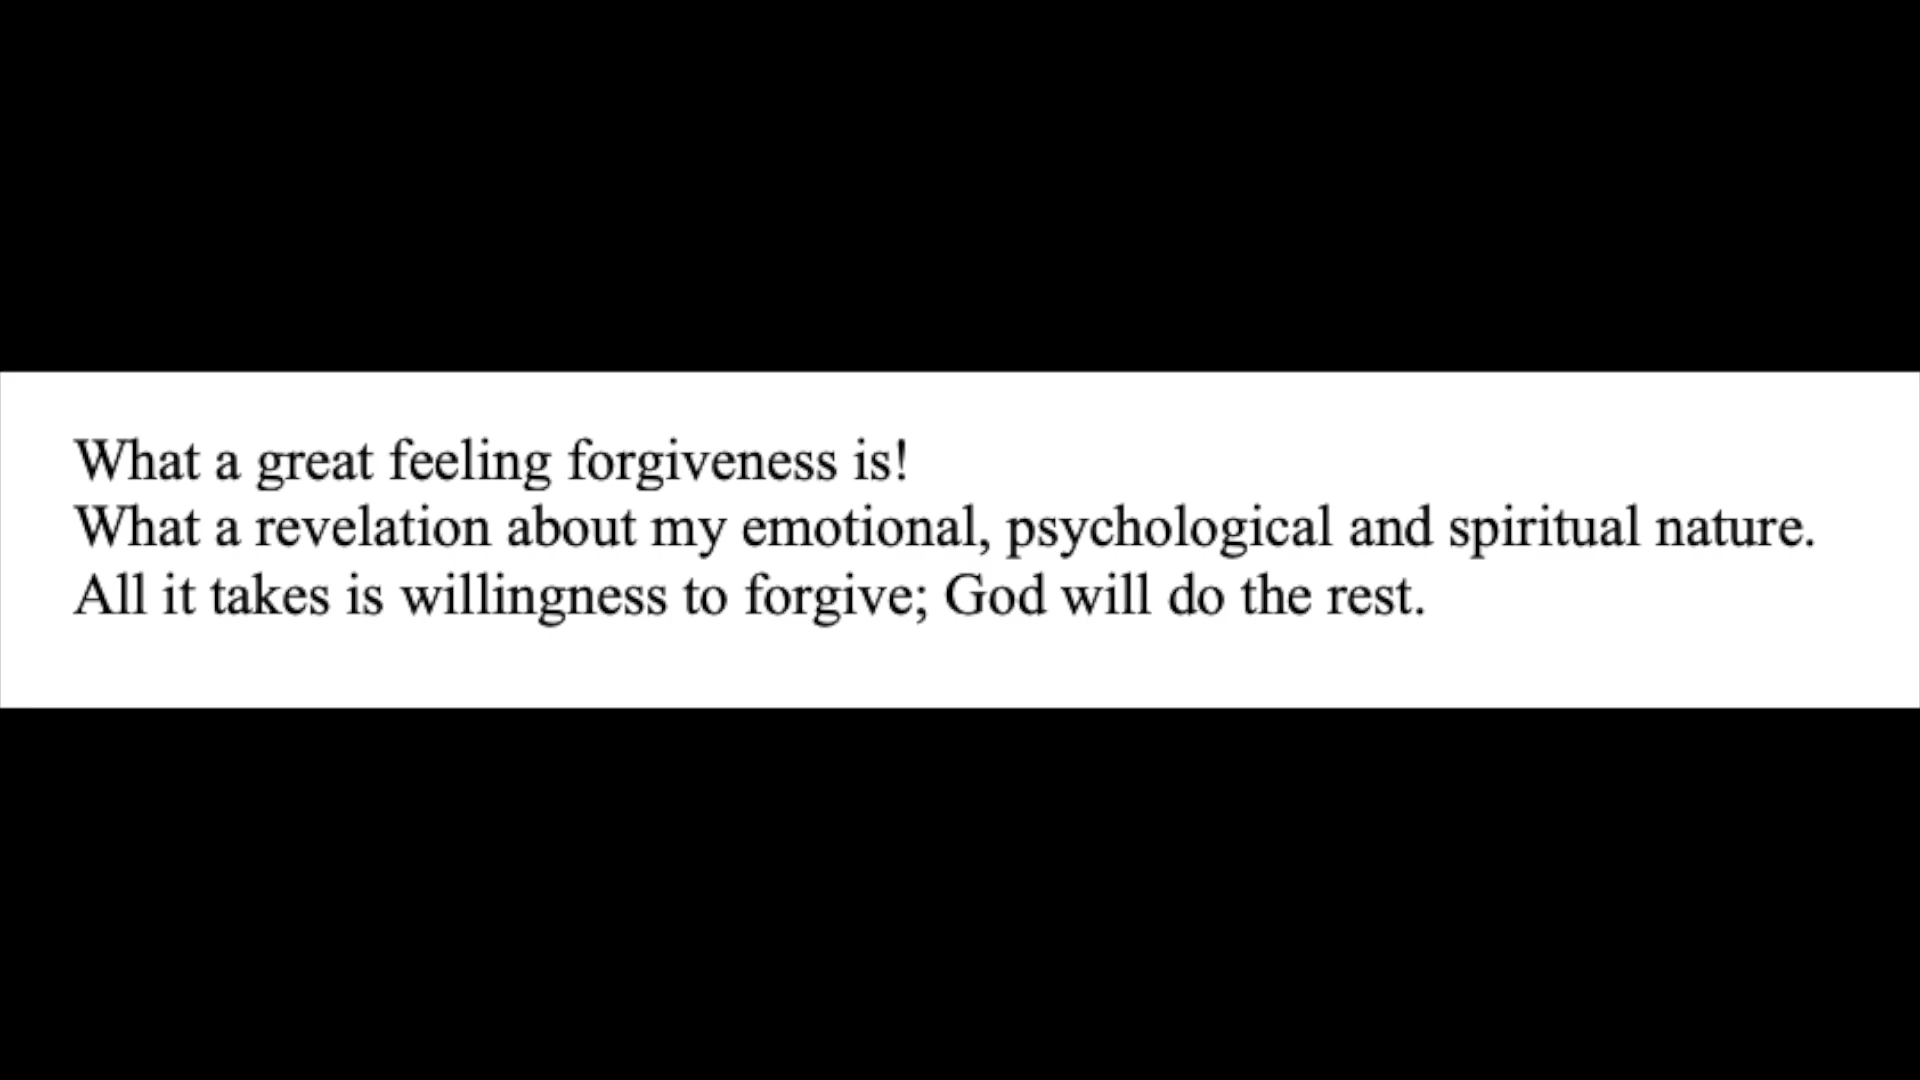 What a great feeling forgiveness is!
What a revelation about my emotional, psychological and spiritual nature.
All it takes is willingness to forgive; God will do the rest.